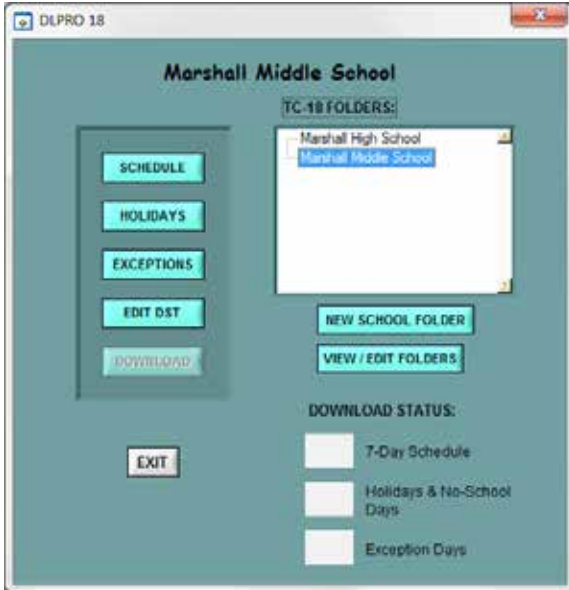 DLPRO 18
Marshall Middle School
TC-18 FOLDERS:
Marshall High School
Marshall Middle School
SCHEDULE
HOLIDAYS
EXCEPTIONS
EDIT DST
DOWNLOAD
NEW SCHOOL FOLDER
VIEW / EDIT FOLDERS
EXIT
DOWNLOAD STATUS:
7-Day Schedule
Holidays & No-School
Days
Exception Days